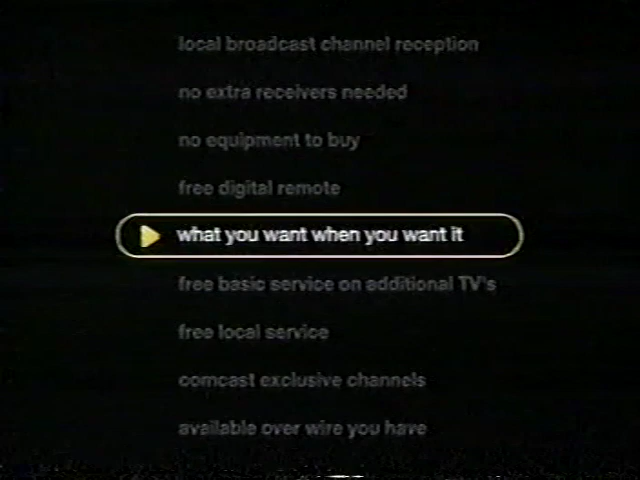 local broadcast channel reception
no extra receivers needed
no equipment to buy
free digital remote
what you want when you want it
free basic service on additional TV's
free local service
comcast exclusive channels
available over wire you have